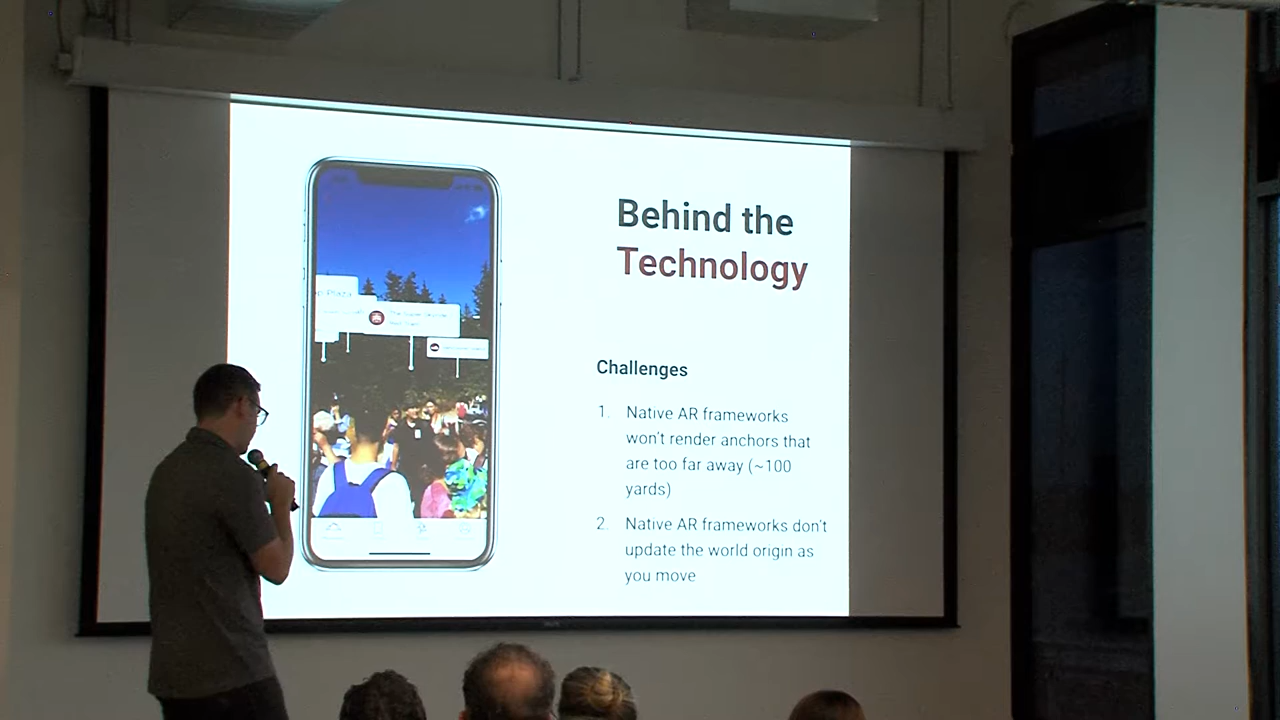 Behind the
Technology
Challenges
1. Native AR frameworks
won't render anchors that
are too far away (~100
yards)
2. Native AR frameworks don't
update the world origin as
you move